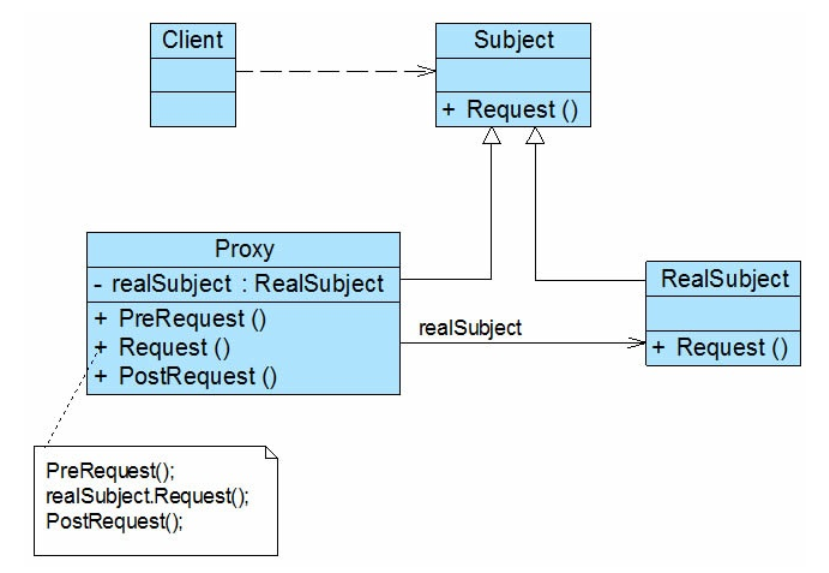 Client
Subject
+ Request ()
Proxy
- realSubject : RealSubject
+ PreRequest ()
+ Request ()
+ PostRequest ()
realSubject
RealSubject
+ Request ()
PreRequest();
realSubject.Request();
PostRequest();